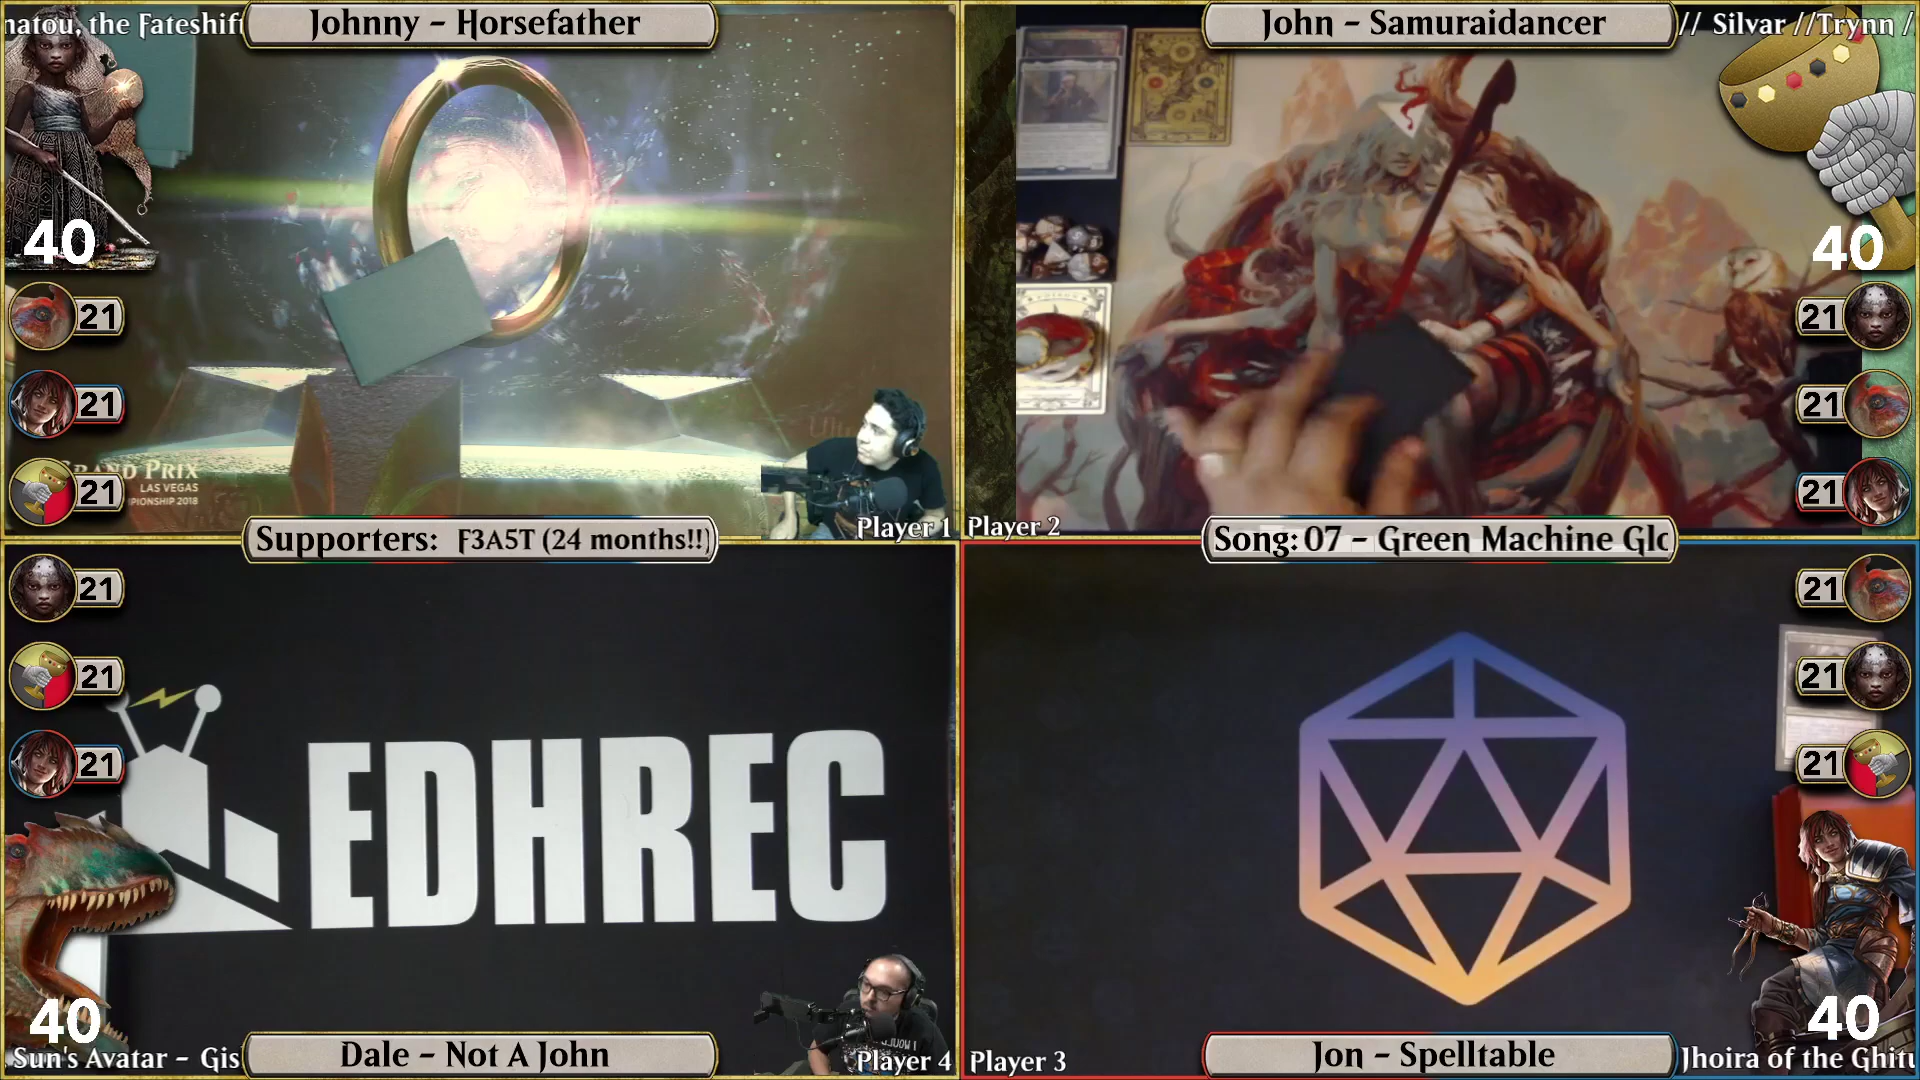 natou, the Fateshift
Johnny - Horsefather
40
21
21
21
GRAND PRIX
LAS VEGAS
PIONSHIP 2018
Player 1
John - Samuraidancer
// Silvar //Trynn /
40
21
21
21
Player 2
Supporters: F3A5T (24 months!!)
Song: 07 - Green Machine Glo
21
21
21
EDHREC
40
Sun's Avatar - Gis
Dale - Not A John
Player 4
21
21
21
40
Player 3
Jon - Spelltable
Jhoira of the Ghitu